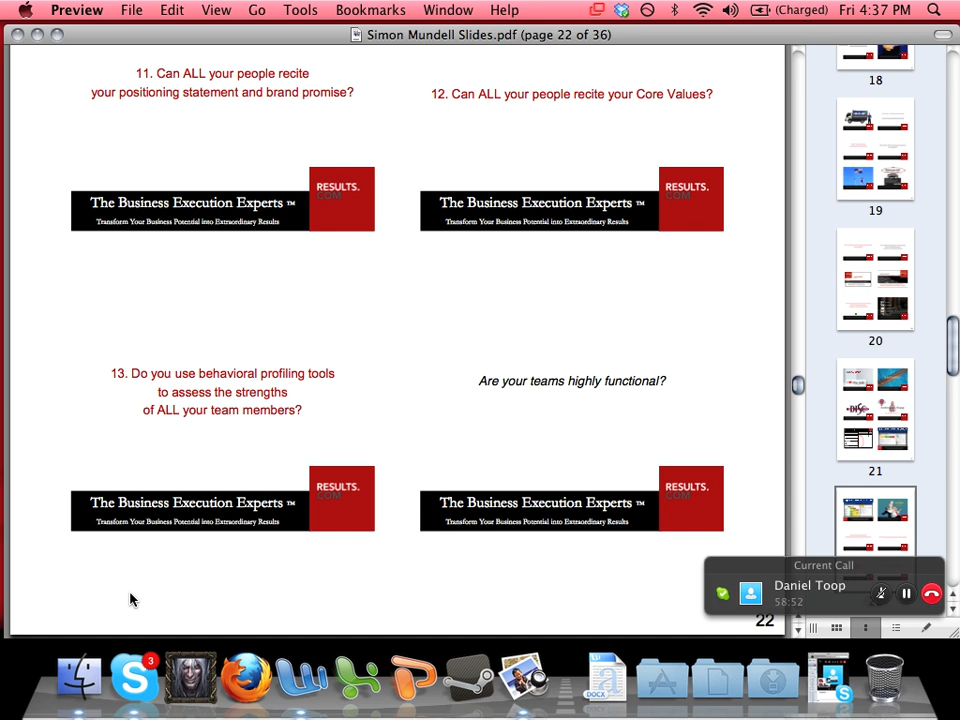 Preview File Edit View Go Tools Bookmarks Window Help (Charged) Fri 4:37 PM
Simon Mundell Slides.pdf (page 22 of 36)
11. Can ALL your people recite
your positioning statement and brand promise?
12. Can ALL your people recite your Core Values?
The Business Execution Experts ™
Transform Your Business Potential into Extraordinary Results
RESULTS.
COM
The Business Execution Experts ™
Transform Your Business Potential into Extraordinary Results
RESULTS.
COM
13. Do you use behavioral profiling tools
to assess the strengths
of ALL your team members?
Are your teams highly functional?
The Business Execution Experts ™
Transform Your Business Potential into Extraordinary Results
RESULTS.
COM
The Business Execution Experts ™
Transform Your Business Potential into Extraordinary Results
RESULTS.
COM
22
18
19
20
DISC
21
Current Call
Daniel Toop
58:52
3
DOCX